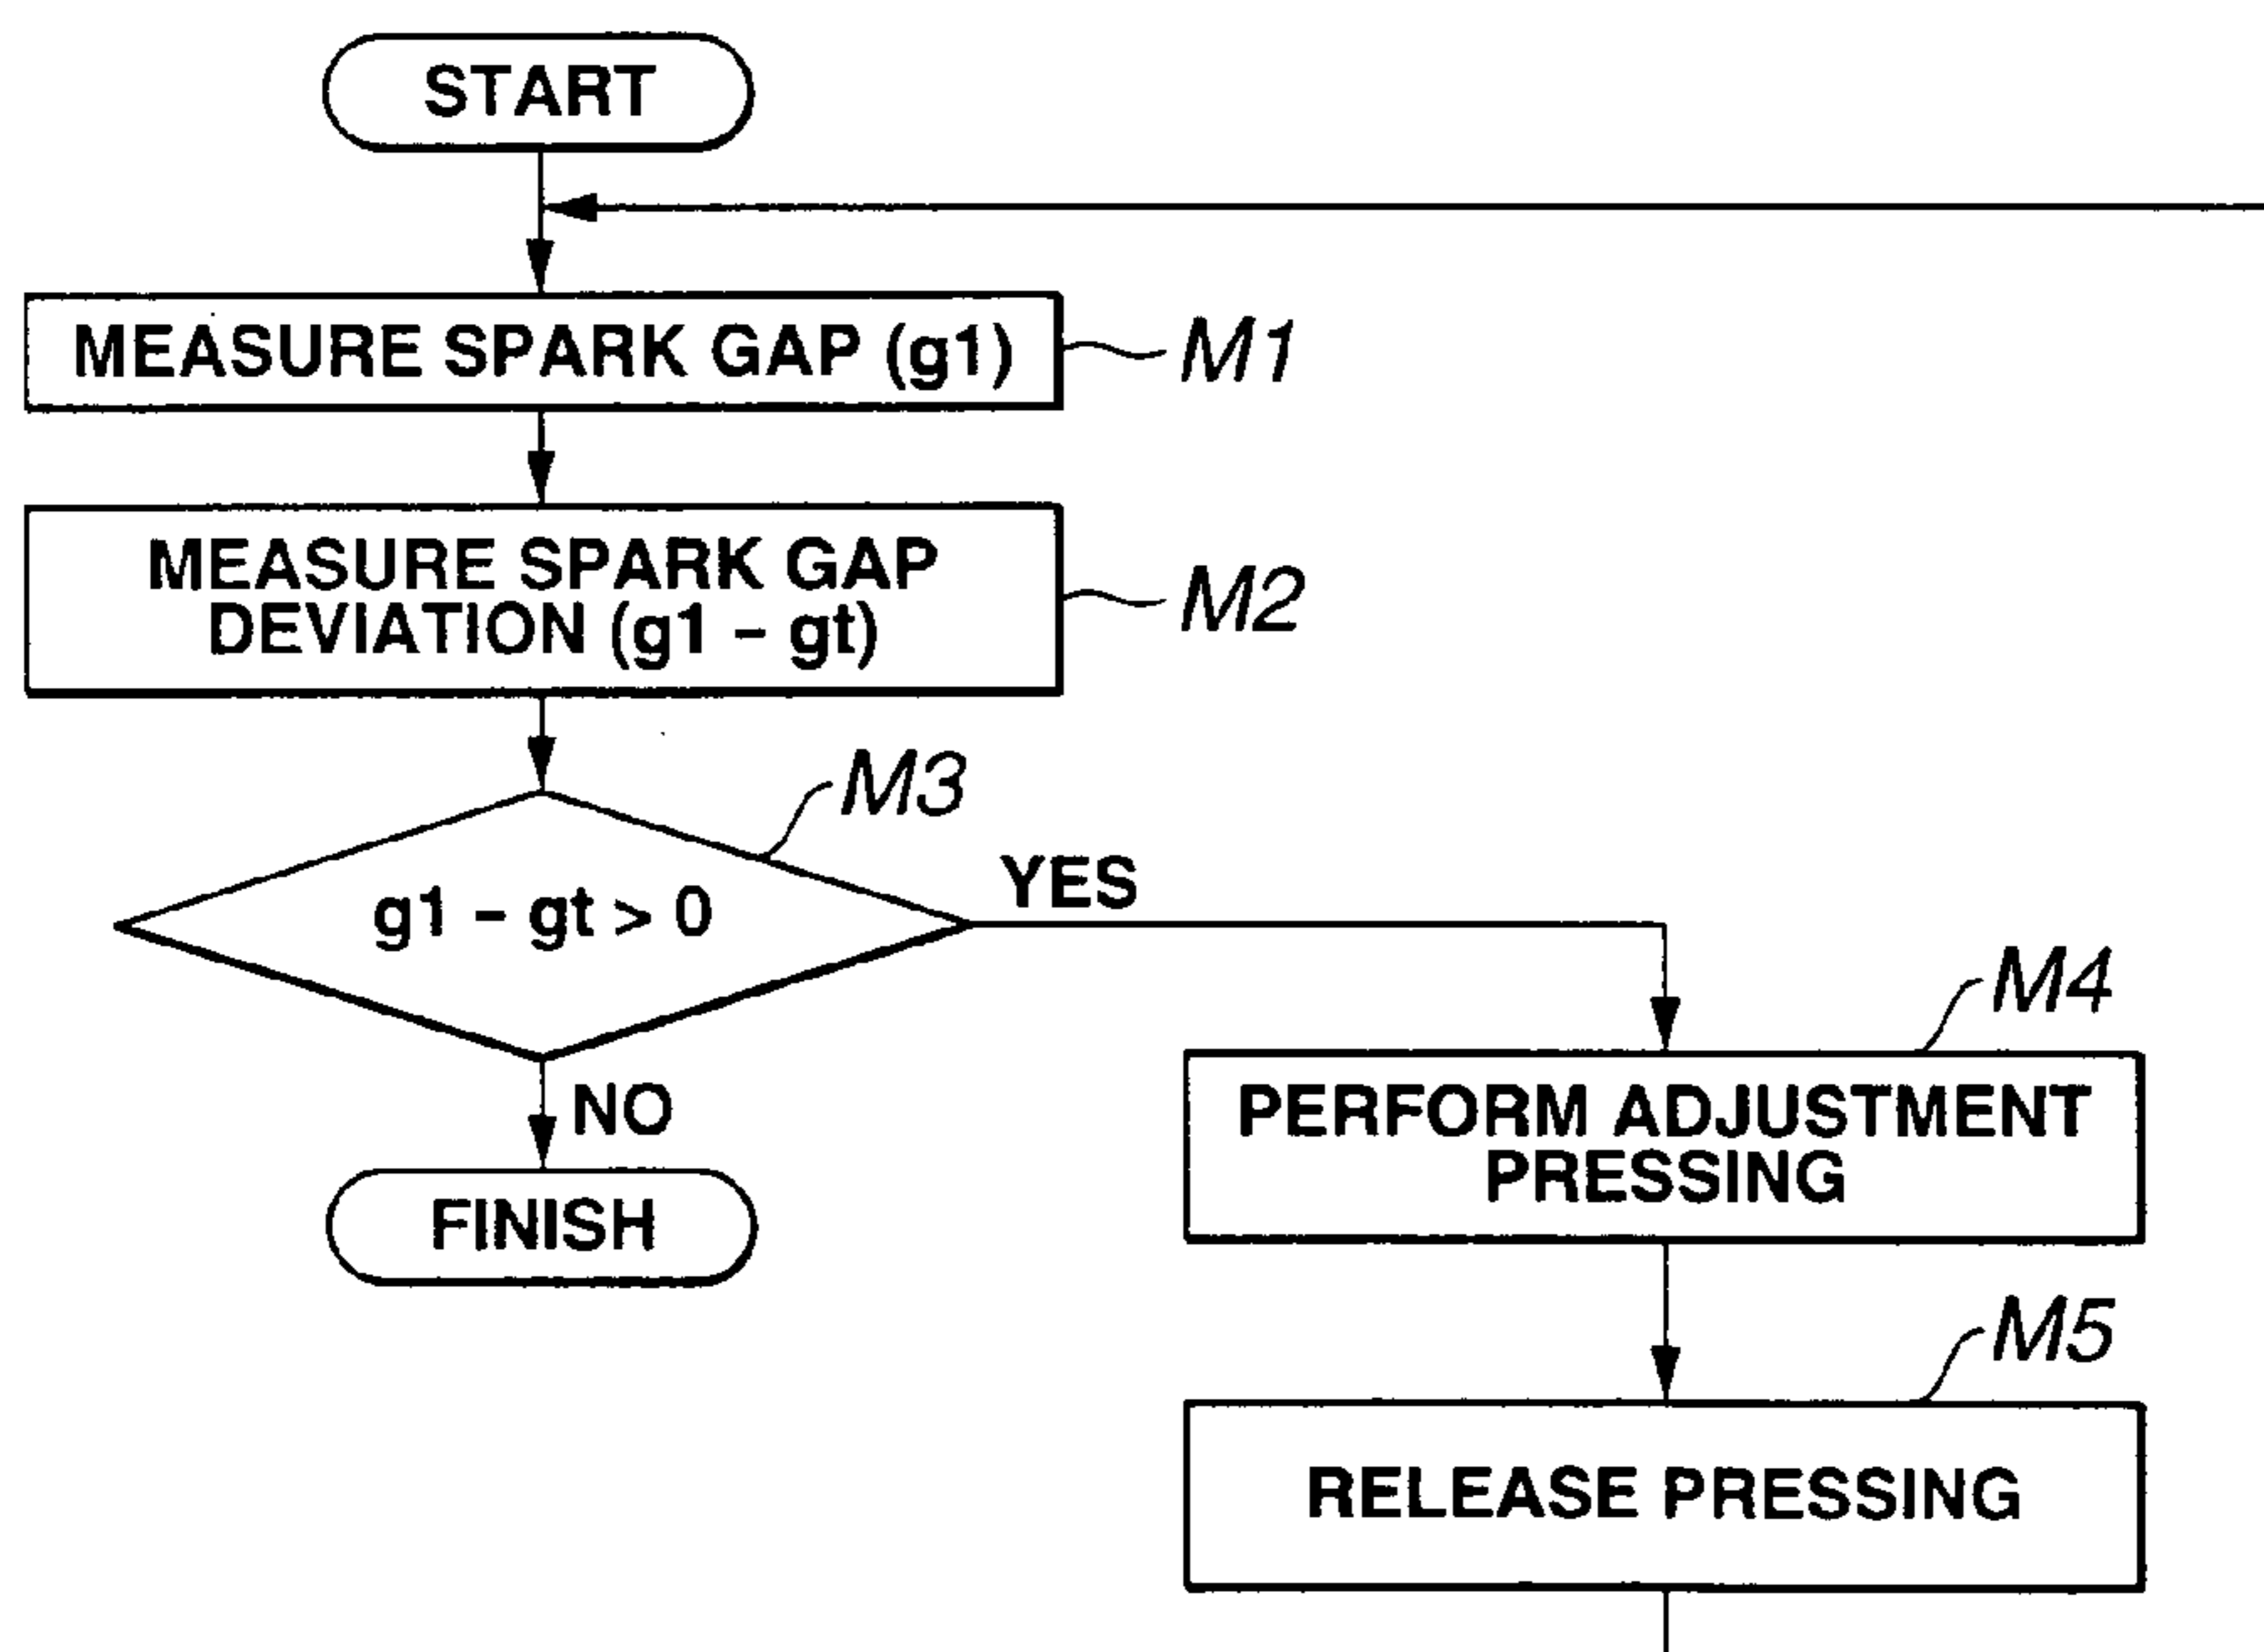 START
MEASURE SPARK GAP (g1)
M1
MEASURE SPARK GAP
DEVIATION (g1 – gt)
M2
M3
g1 – gt > 0
YES
NO
FINISH
M4
PERFORM ADJUSTMENT
PRESSING
M5
RELEASE PRESSING